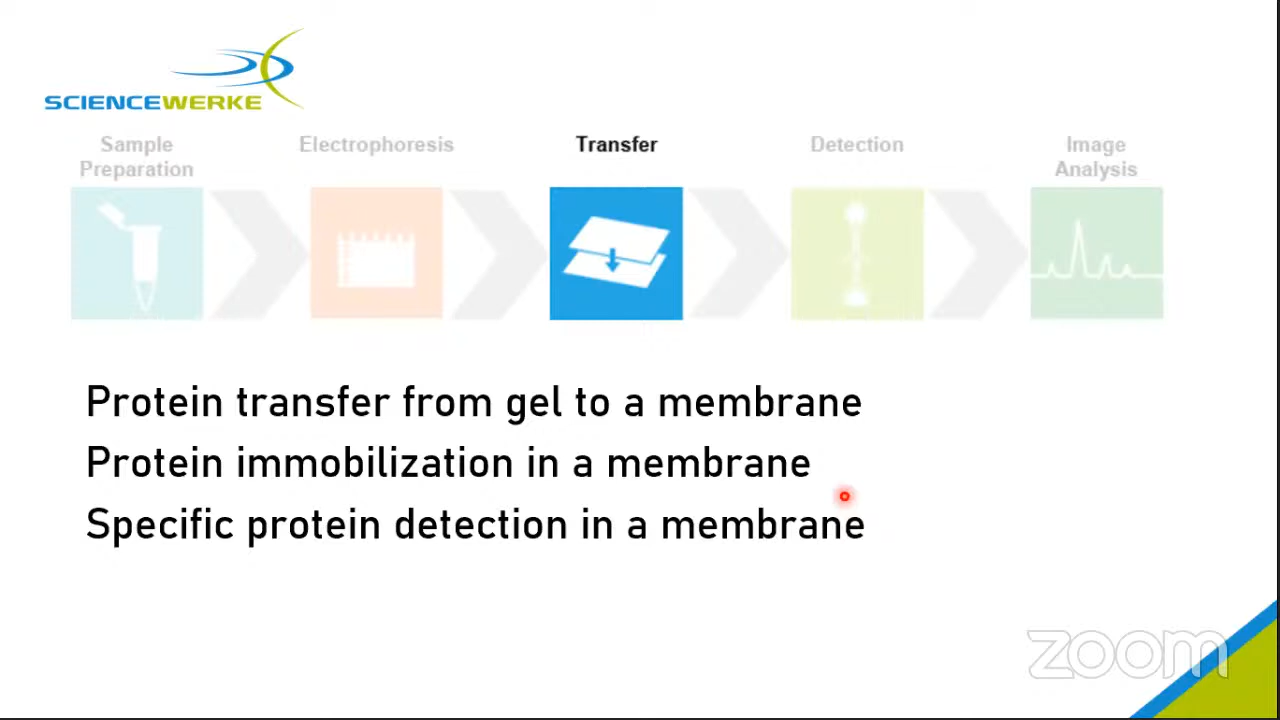 SCIENCEWERKE
Sample
Preparation
Electrophoresis
Transfer
Detection
Image
Analysis
Protein transfer from gel to a membrane
Protein immobilization in a membrane
Specific protein detection in a membrane
zoom